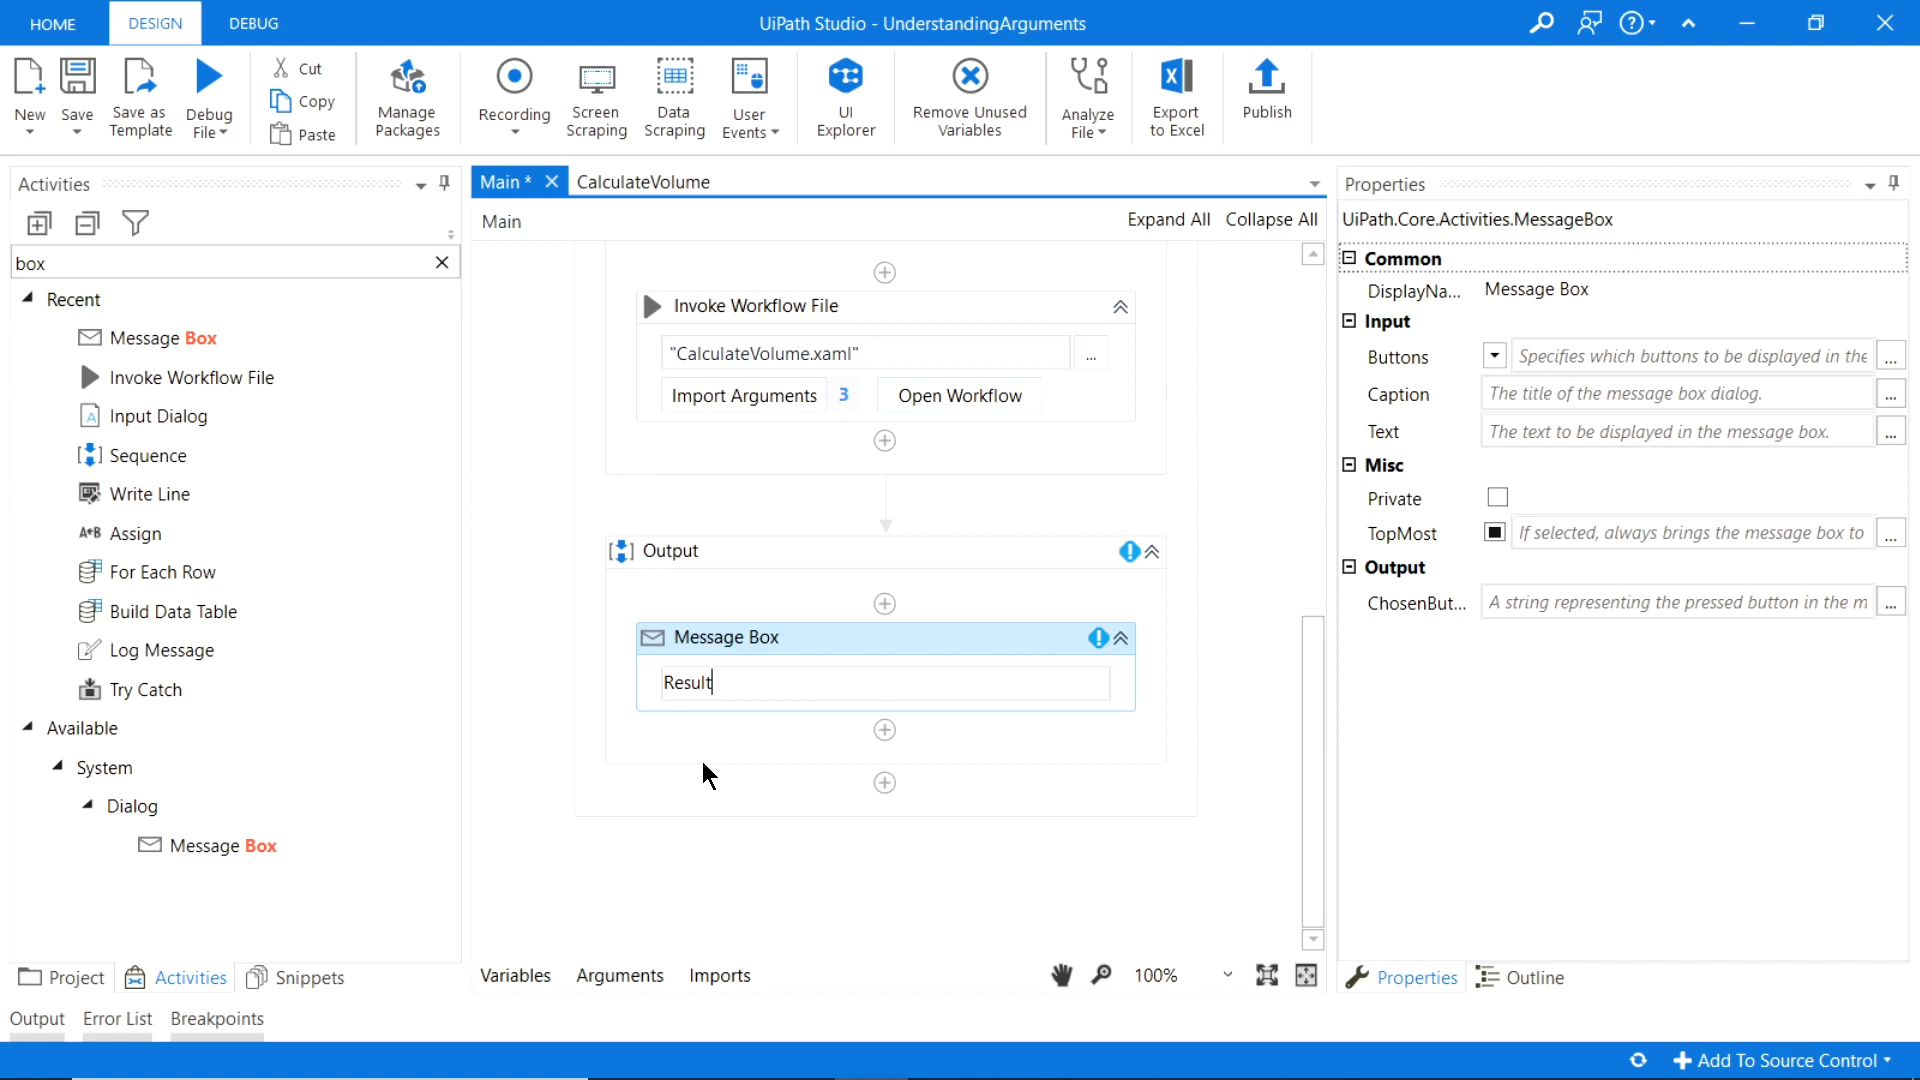 HOME DESIGN DEBUG UiPath Studio - UnderstandingArguments
New Save Save as Template Debug File Cut Copy Paste Manage Packages Recording Screen Scraping Data Scraping User Events UI Explorer Remove Unused Variables Analyze File Export to Excel Publish
Activities
box
Recent
Message Box
Invoke Workflow File
Input Dialog
Sequence
Write Line
Assign
For Each Row
Build Data Table
Log Message
Try Catch
Available
System
Dialog
Message Box
Project Activities Snippets
Main * CalculateVolume
Main Expand All Collapse All
Invoke Workflow File
"CalculateVolume.xaml" ...
Import Arguments 3 Open Workflow
Output
Message Box
Result
Variables Arguments Imports 100%
Properties
UiPath.Core.Activities.MessageBox
Common
DisplayNa... Message Box
Input
Buttons Specifies which buttons to be displayed in the ...
Caption The title of the message box dialog. ...
Text The text to be displayed in the message box. ...
Misc
Private
TopMost If selected, always brings the message box to ...
Output
ChosenBut... A string representing the pressed button in the m ...
Properties Outline
Output Error List Breakpoints
Add To Source Control